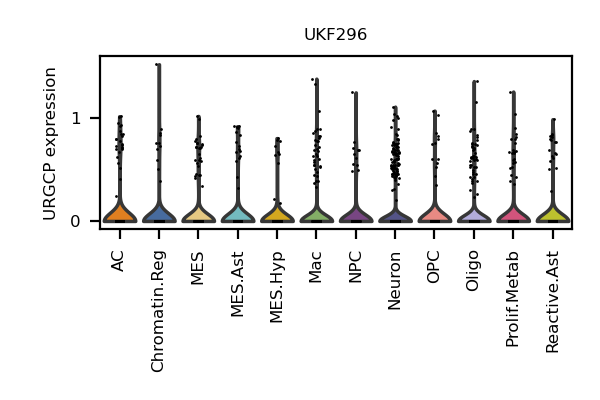 UKF296
URGCP expression
1
0
AC
Chromatin.Reg
MES
MES.Ast
MES.Hyp
Mac
NPC
Neuron
OPC
Oligo
Prolif.Metab
Reactive.Ast